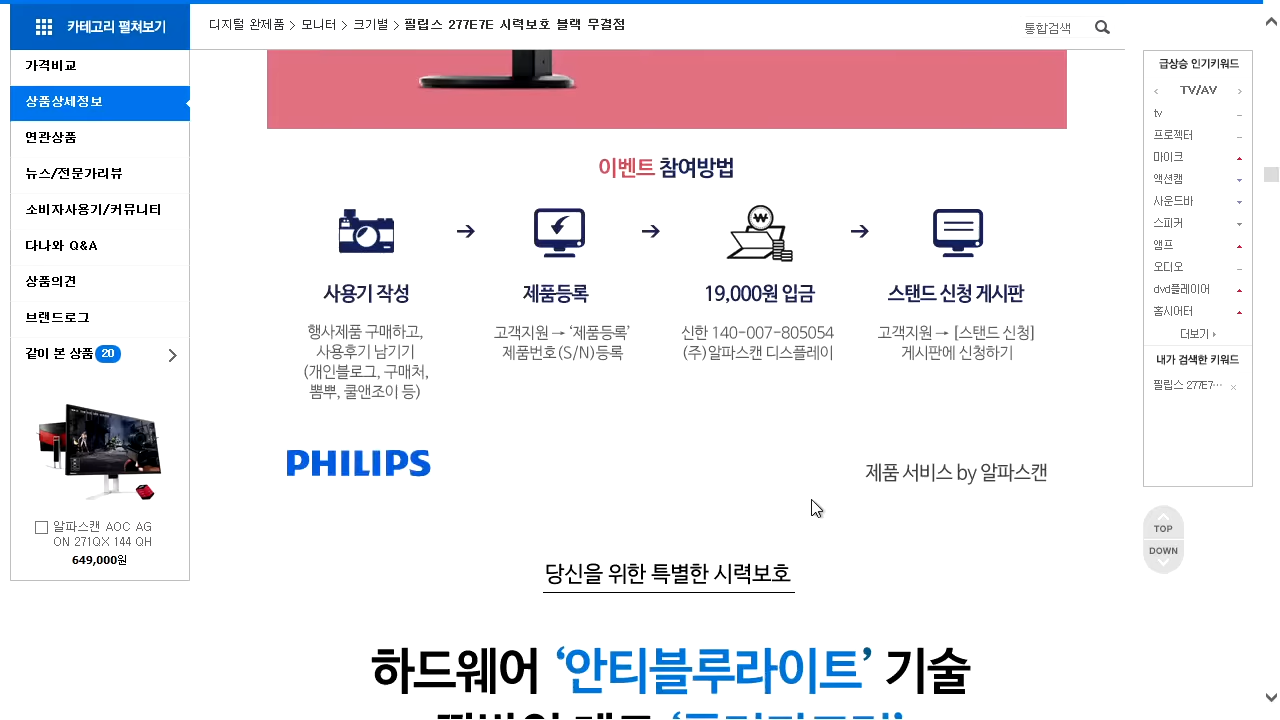 카테고리 펼쳐보기
디지털 완제품 > 모니터 > 크기별 > 필립스 277E7E 시력보호 블랙 무결점
통합검색
가격비교
상품상세정보
연관상품
뉴스/전문가리뷰
소비자사용기/커뮤니티
다나와 Q&A
상품의견
브랜드로그
같이 본 상품 20
알파스캔 AOC AG
ON 271QX 144 QH
649,000원
이벤트 참여방법
₩
사용기 작성
행사제품 구매하고,
사용후기 남기기
(개인블로그, 구매처,
뽐뿌, 쿨앤조이 등)
제품등록
고객지원 → ‘제품등록’
제품번호(S/N)등록
19,000원 입금
신한 140-007-805054
(주)알파스캔 디스플레이
스탠드 신청 게시판
고객지원 → [스탠드 신청]
게시판에 신청하기
PHILIPS
제품 서비스 by 알파스캔
당신을 위한 특별한 시력보호
하드웨어 ‘안티블루라이트’ 기술
급상승 인기키워드
TV/AV
tv
프로젝터
마이크
액션캠
사운드바
스피커
앰프
오디오
dvd플레이어
홈시어터
더보기
내가 검색한 키워드
필립스 277E7…
TOP
DOWN